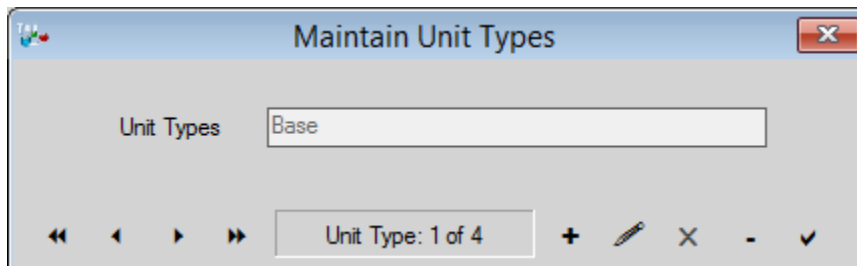 Maintain Unit Types
Unit Types Base
Unit Type: 1 of 4